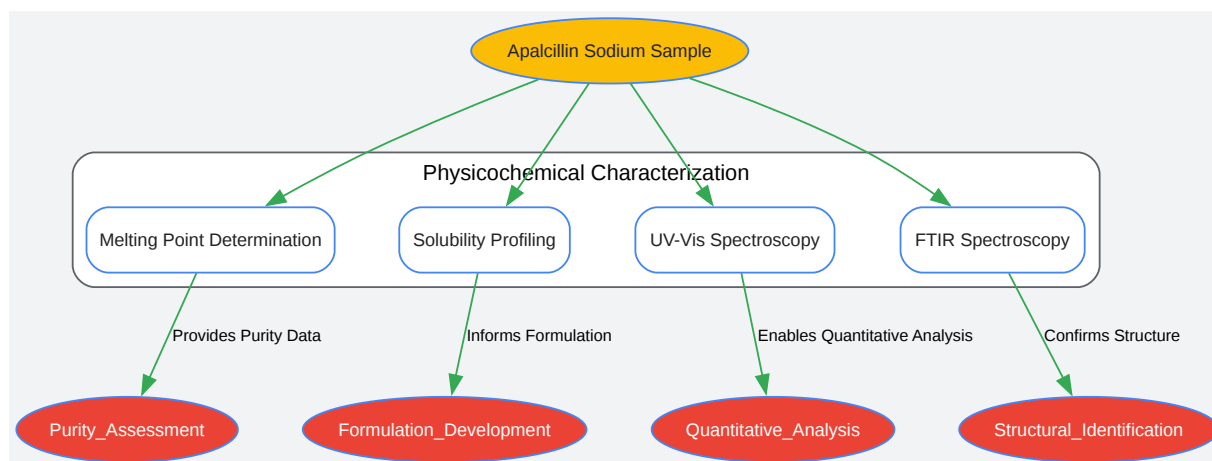 Apalcillin Sodium Sample
Physicochemical Characterization
Melting Point Determination
Solubility Profiling
UV-Vis Spectroscopy
FTIR Spectroscopy
Provides Purity Data
Informs Formulation
Enables Quantitative Analysis
Confirms Structure
Purity_Assessment
Formulation_Development
Quantitative_Analysis
Structural_Identification